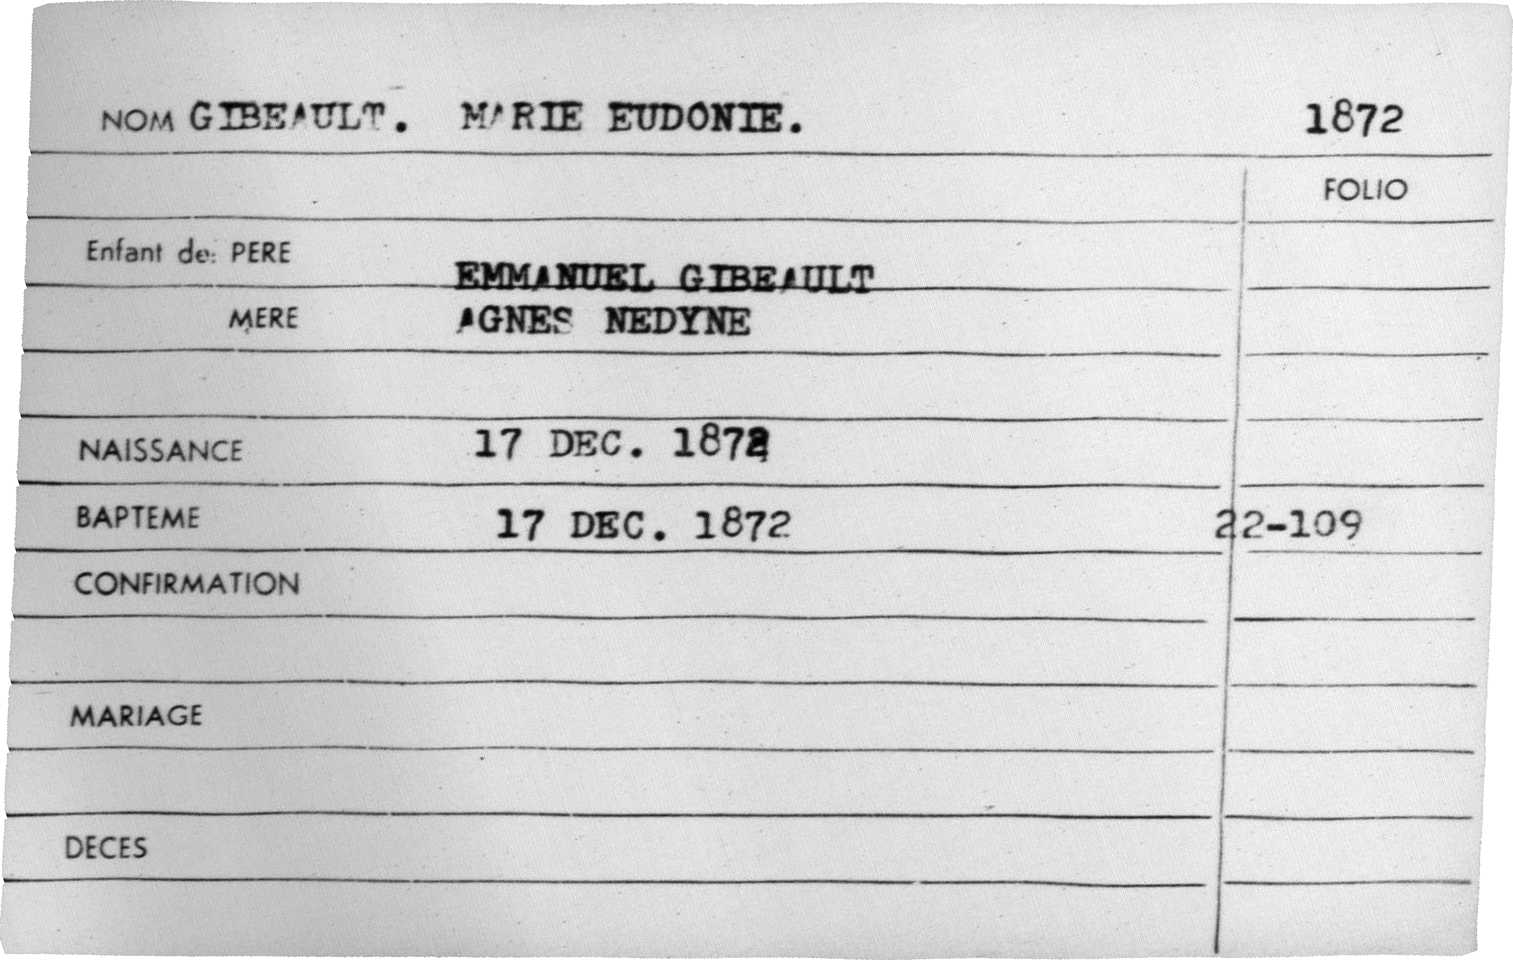 NOM GIBEAULT. MARIE EUDONIE. 1872
FOLIO
Enfant de: PERE EMMANUEL GIBEAULT
MERE AGNES NEDYNE
NAISSANCE 17 DEC. 1872
BAPTEME 17 DEC. 1872 22-109
CONFIRMATION
MARIAGE
DECES